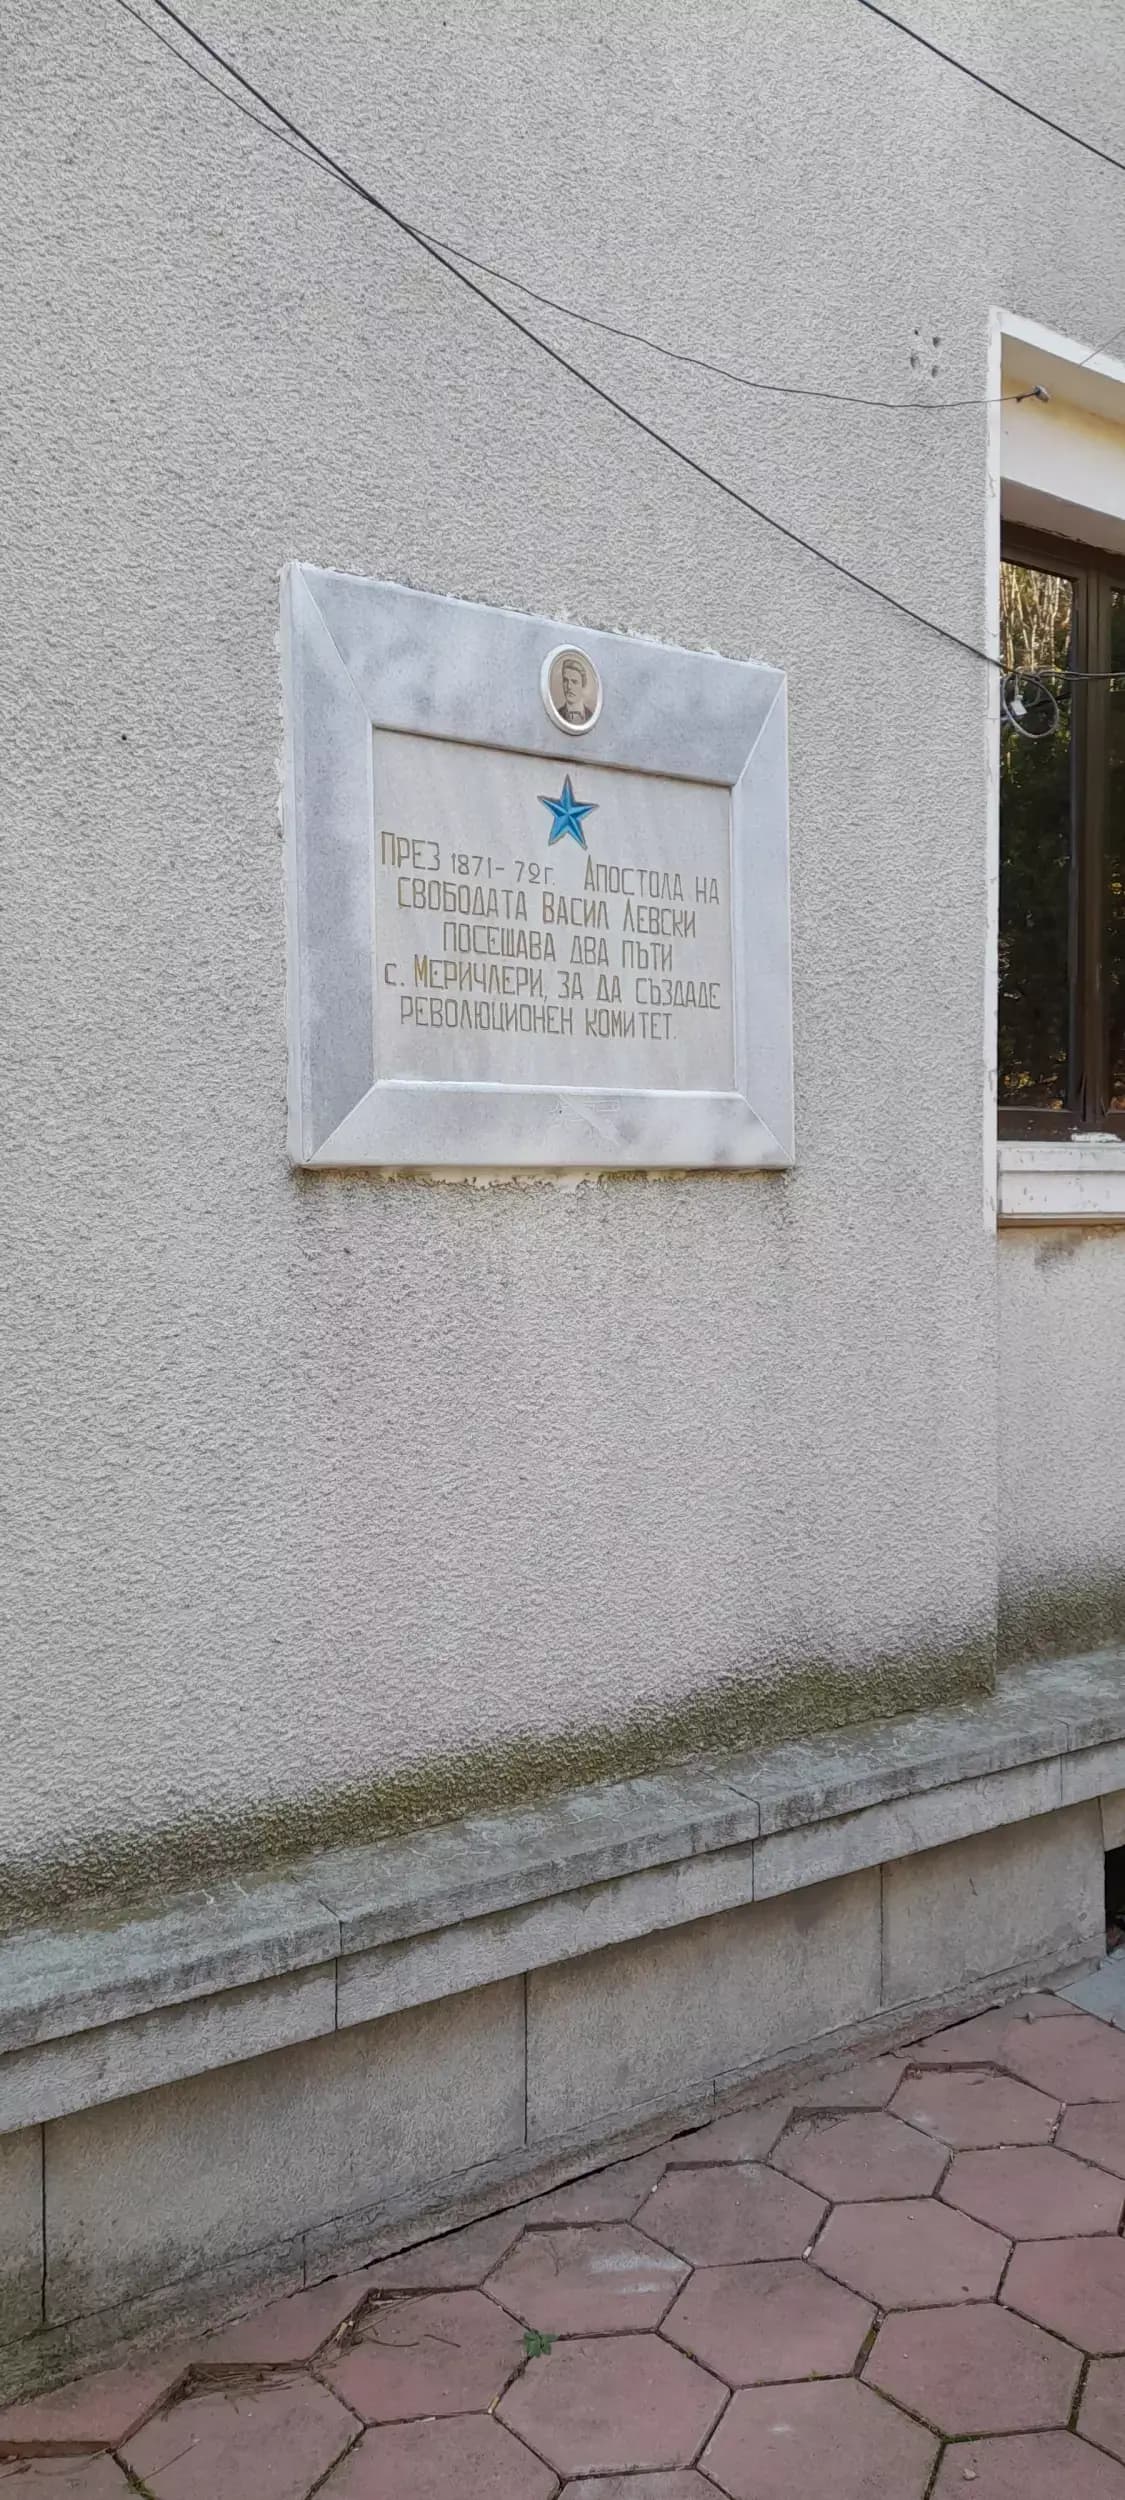 През 1871-72г. Апостола на
свободата Васил Левски
посещава два пъти
с. Меричлери, за да създаде
революционен комитет.